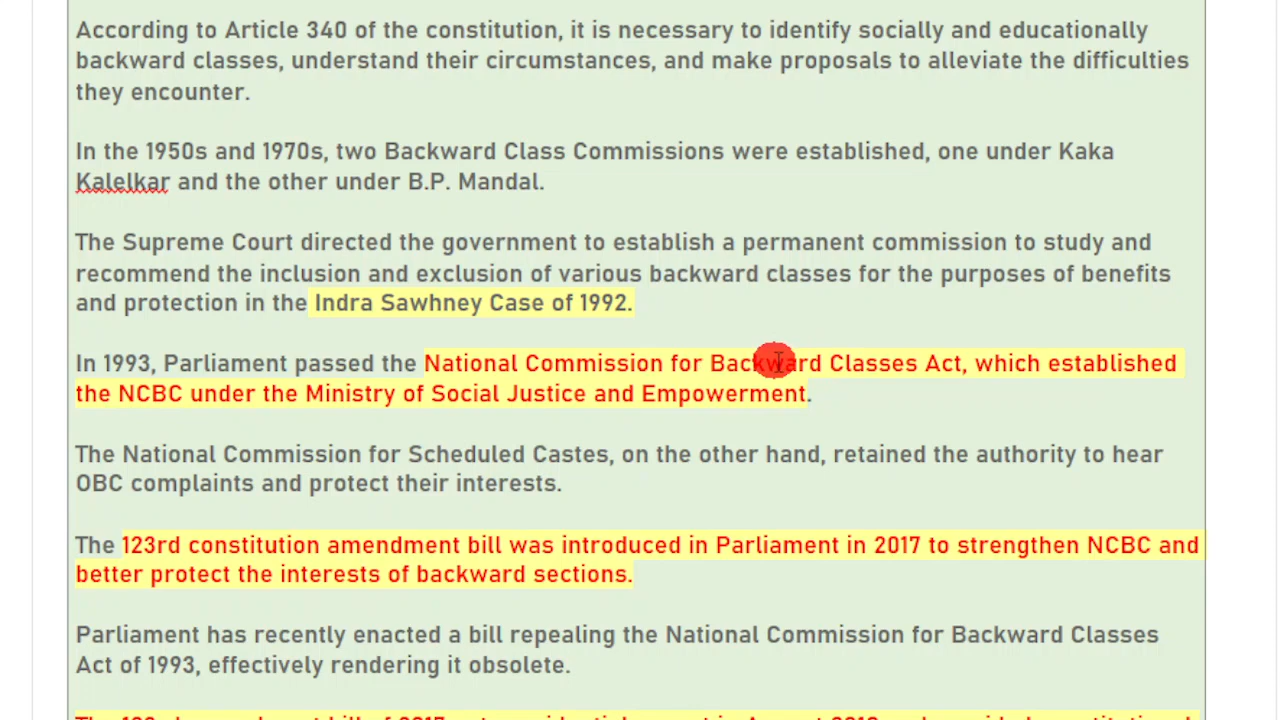 According to Article 340 of the constitution, it is necessary to identify socially and educationally
backward classes, understand their circumstances, and make proposals to alleviate the difficulties
they encounter.
In the 1950s and 1970s, two Backward Class Commissions were established, one under Kaka
Kalelkar and the other under B.P. Mandal.
The Supreme Court directed the government to establish a permanent commission to study and
recommend the inclusion and exclusion of various backward classes for the purposes of benefits
and protection in the Indra Sawhney Case of 1992.
In 1993, Parliament passed the National Commission for Backward Classes Act, which established
the NCBC under the Ministry of Social Justice and Empowerment.
The National Commission for Scheduled Castes, on the other hand, retained the authority to hear
OBC complaints and protect their interests.
The 123rd constitution amendment bill was introduced in Parliament in 2017 to strengthen NCBC and
better protect the interests of backward sections.
Parliament has recently enacted a bill repealing the National Commission for Backward Classes
Act of 1993, effectively rendering it obsolete.